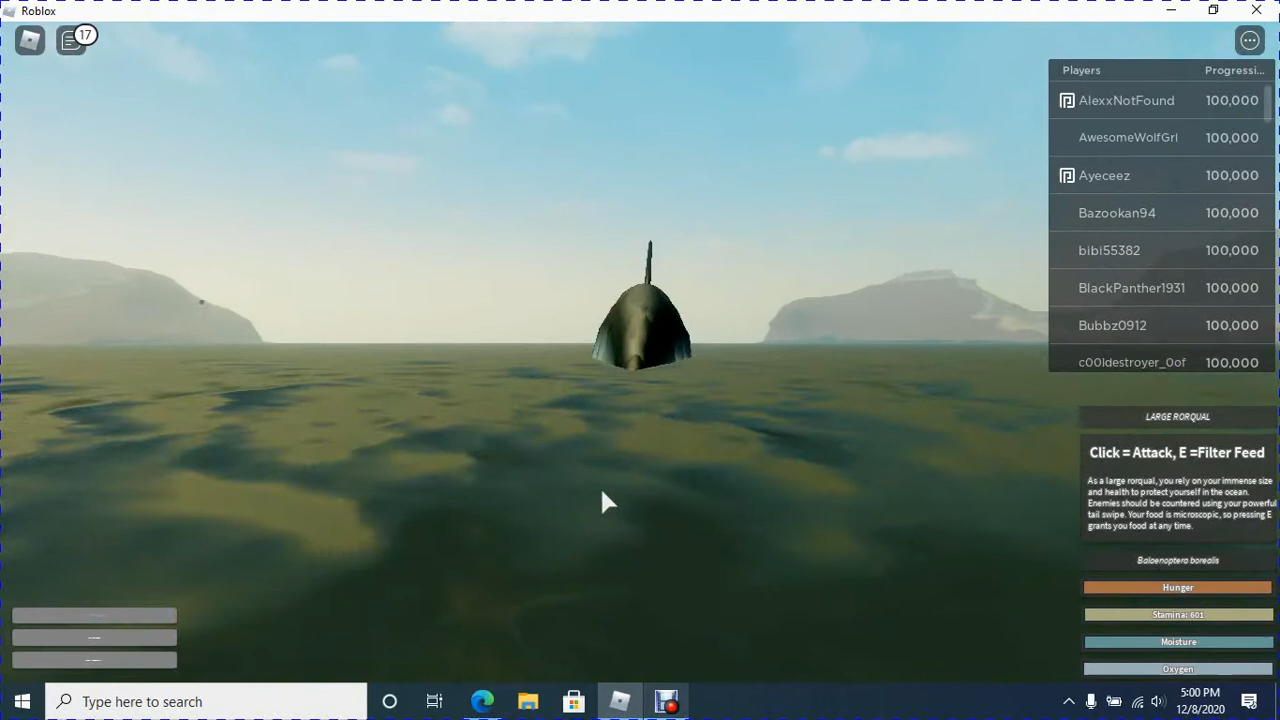 Roblox
17
Players Progressi...
AlexxNotFound 100,000
AwesomeWolfGrl 100,000
Ayeceez 100,000
Bazookan94 100,000
bibi55382 100,000
BlackPanther1931 100,000
Bubbz0912 100,000
c00ldestroyer_0of 100,000
LARGE RORQUAL
Click = Attack, E =Filter Feed
As a large rorqual, you rely on your immense size
and health to protect yourself in the ocean.
Enemies should be countered using your powerful
tail swipe. Your food is microscopic, so pressing E
grants you food at any time.
Balaenoptera borealis
Hunger
Stamina: 601
Moisture
Oxygen
Type here to search
5:00 PM
12/8/2020